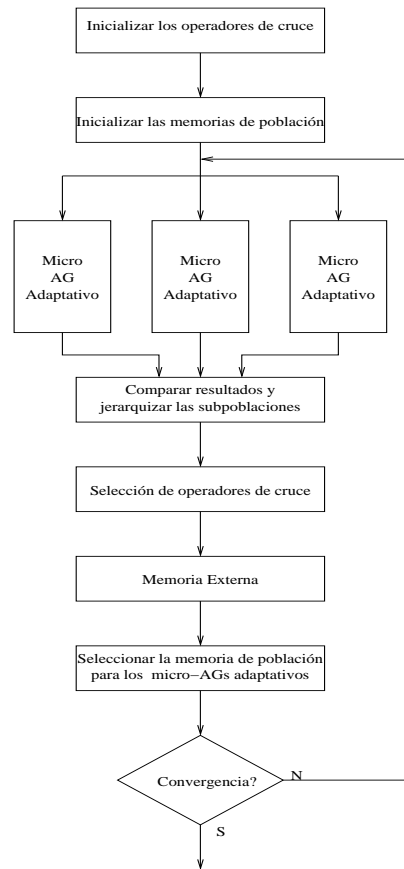 Inicializar los operadores de cruce
Inicializar las memorias de población
Micro
AG
Adaptativo
Micro
AG
Adaptativo
Micro
AG
Adaptativo
Comparar resultados y
jerarquizar las subpoblaciones
Selección de operadores de cruce
Memoria Externa
Seleccionar la memoria de población
para los micro−AGs adaptativos
Convergencia?
N
S